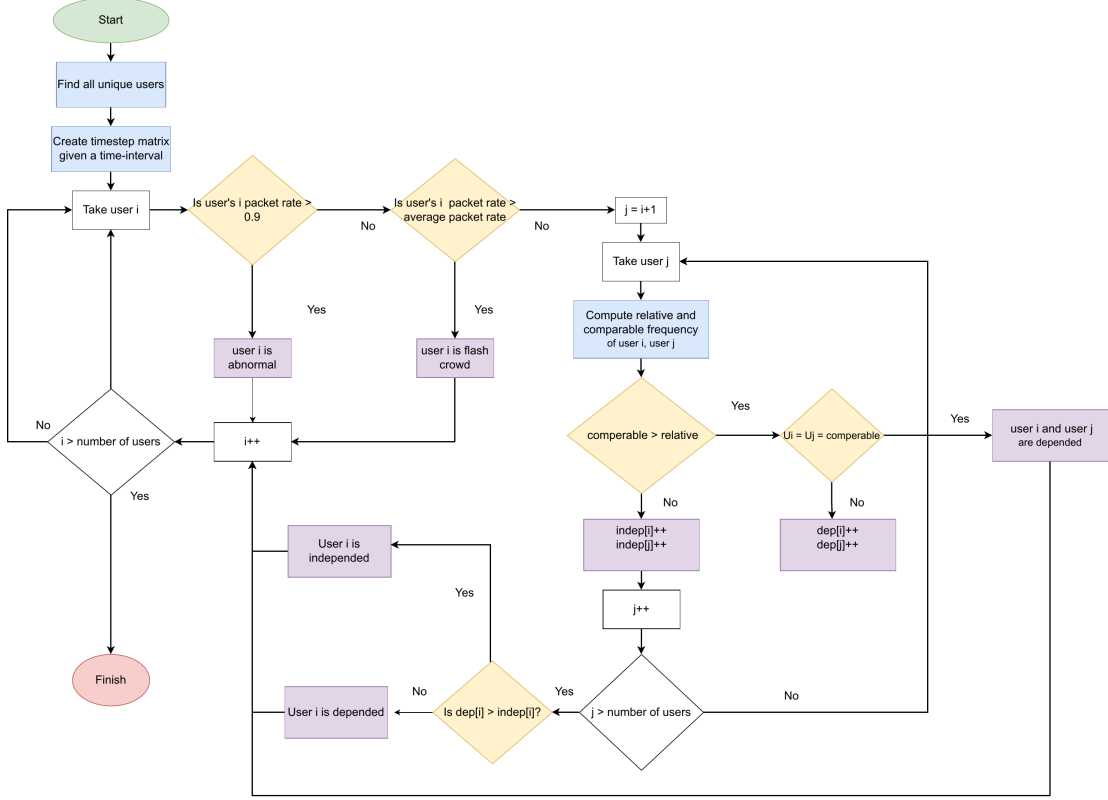 Start
Find all unique users
Create timestep matrix
given a time-interval
Take user i
Is user's i packet rate >
0.9
No
Is user's i  packet rate >
average packet rate
No
j = i+1
Take user j
Yes
Yes
user i is
abnormal
user i is flash
crowd
Compute relative and
comparable frequency
of user i, user j
No
i > number of users
i++
comperable > relative
Yes
Ui = Uj = comperable
Yes
user i and user j
are depended
Yes
No
No
indep[i]++
indep[j]++
dep[i]++
dep[j]++
User i is
independed
Yes
j++
Finish
User i is depended
No
Is dep[i] > indep[i]?
Yes
j > number of users
No